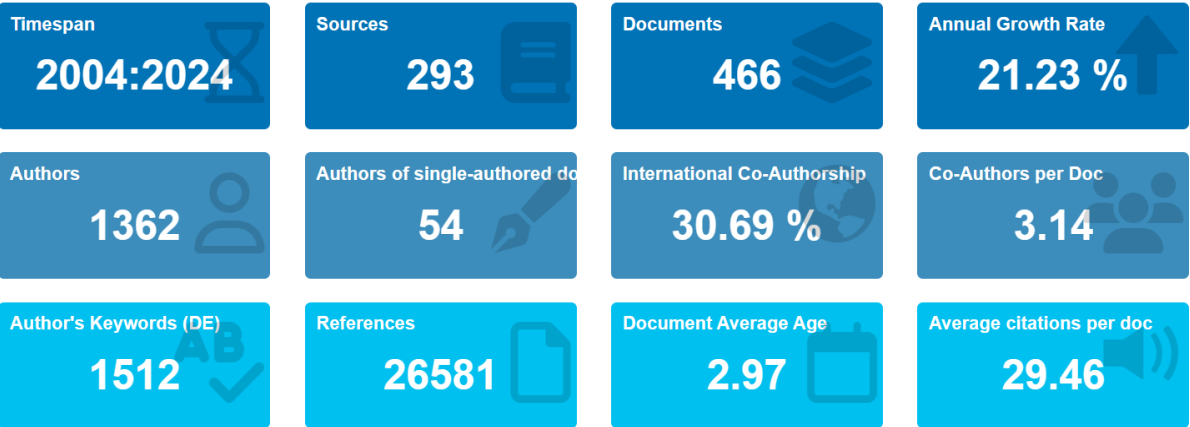 Timespan
2004:2024
Sources
293
Documents
466
Annual Growth Rate
21.23 %
Authors
1362
Authors of single-authored do
54
International Co-Authorship
30.69 %
Co-Authors per Doc
3.14
Author's Keywords (DE)
1512
AB
References
26581
Document Average Age
2.97
Average citations per doc
29.46